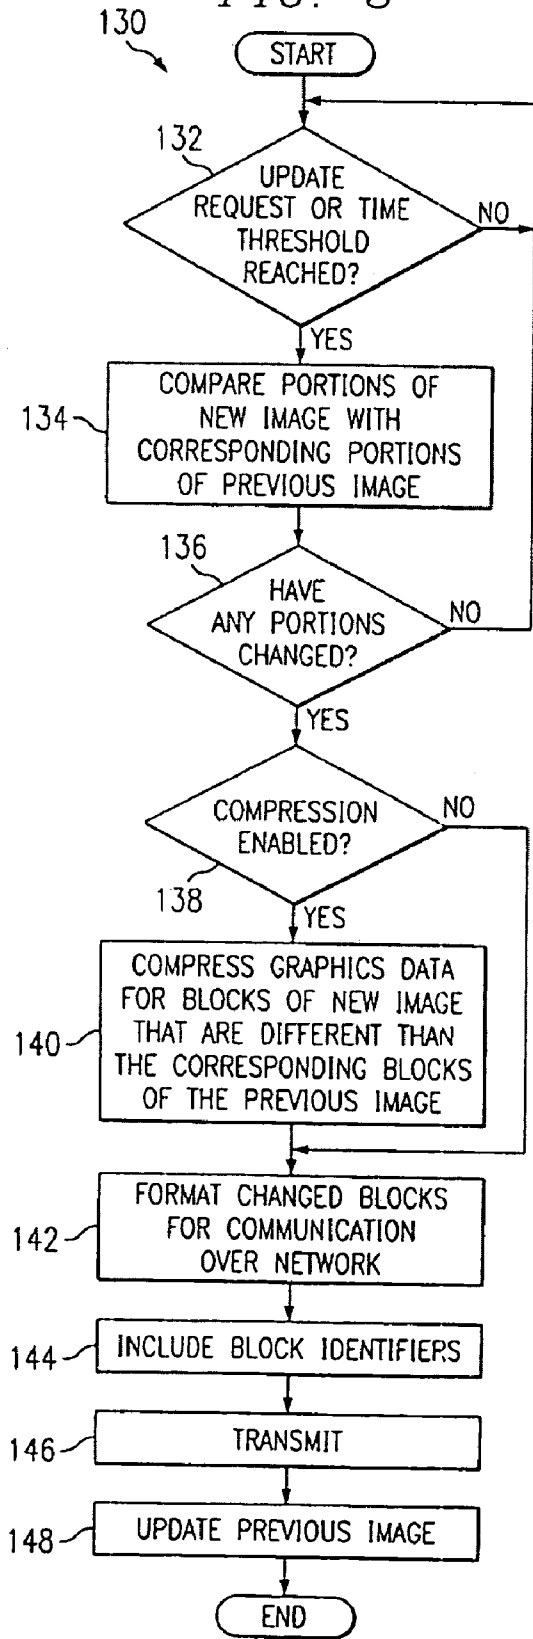 130
START
132
UPDATE
REQUEST OR TIME
THRESHOLD
REACHED?
NO
YES
134
COMPARE PORTIONS OF
NEW IMAGE WITH
CORRESPONDING PORTIONS
OF PREVIOUS IMAGE
136
HAVE
ANY PORTIONS
CHANGED?
NO
YES
COMPRESSION
ENABLED?
NO
138
YES
140
COMPRESS GRAPHICS DATA
FOR BLOCKS OF NEW IMAGE
THAT ARE DIFFERENT THAN
THE CORRESPONDING BLOCKS
OF THE PREVIOUS IMAGE
142
FORMAT CHANGED BLOCKS
FOR COMMUNICATION
OVER NETWORK
144
INCLUDE BLOCK IDENTIFIERS
146
TRANSMIT
148
UPDATE PREVIOUS IMAGE
END